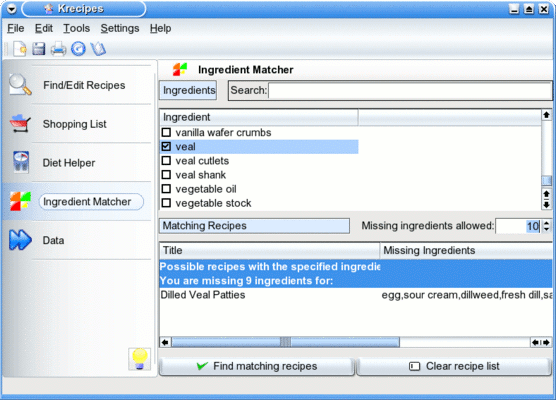 Krecipes
File Edit Tools Settings Help
Find/Edit Recipes
Shopping List
Diet Helper
Ingredient Matcher
Data
Ingredient Matcher
Ingredients Search:
Ingredient
vanilla wafer crumbs
veal
veal cutlets
veal shank
vegetable oil
vegetable stock
Matching Recipes Missing ingredients allowed: 10
Title Missing Ingredients
Possible recipes with the specified ingredie
You are missing 9 ingredients for:
Dilled Veal Patties egg,sour cream,dillweed,fresh dill,sa
Find matching recipes Clear recipe list